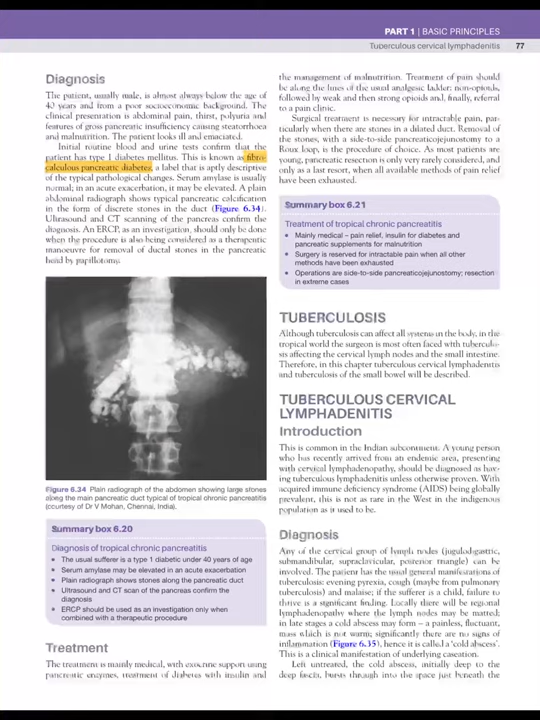 PART 1 | BASIC PRINCIPLES
Tuberculous cervical lymphadenitis 77
Diagnosis
The patient, usually male, is almost always below the age of
40 years and from a poor socioeconomic background. The
clinical presentation is abdominal pain, thirst, polyuria and
features of gross pancreatic insufficiency causing steatorrhoea
and malnutrition. The patient looks ill and emaciated.
Initial routine blood and urine tests confirm that the
patient has type 1 diabetes mellitus. This is known as fibro-
calculous pancreatic diabetes, a label that is aptly descriptive
of the typical pathological changes. Serum amylase is usually
normal; in an acute exacerbation, it may be elevated. A plain
abdominal radiograph shows typical pancreatic calcification
in the form of discrete stones in the duct (Figure 6.34).
Ultrasound and CT scanning of the pancreas confirm the
diagnosis. An ERCP, as an investigation, should only be done
when the procedure is also being considered as a therapeutic
manoeuvre for removal of ductal stones in the pancreatic
head by papillotomy.
Figure 6.34 Plain radiograph of the abdomen showing large stones
along the main pancreatic duct typical of tropical chronic pancreatitis
(courtesy of Dr V Mohan, Chennai, India).
Summary box 6.20
Diagnosis of tropical chronic pancreatitis
• The usual sufferer is a type 1 diabetic under 40 years of age
• Serum amylase may be elevated in an acute exacerbation
• Plain radiograph shows stones along the pancreatic duct
• Ultrasound and CT scan of the pancreas confirm the
diagnosis
• ERCP should be used as an investigation only when
combined with a therapeutic procedure
Treatment
The treatment is mainly medical, with exocrine support using
pancreatic enzymes, treatment of diabetes with insulin and
the management of malnutrition. Treatment of pain should
be along the lines of the usual analgesic ladder: non-opioids,
followed by weak and then strong opioids and, finally, referral
to a pain clinic.
Surgical treatment is necessary for intractable pain, par-
ticularly when there are stones in a dilated duct. Removal of
the stones, with a side-to-side pancreaticojejunostomy to a
Roux loop, is the procedure of choice. As most patients are
young, pancreatic resection is only very rarely considered, and
only as a last resort, when all available methods of pain relief
have been exhausted.
Summary box 6.21
Treatment of tropical chronic pancreatitis
• Mainly medical – pain relief, insulin for diabetes and
pancreatic supplements for malnutrition
• Surgery is reserved for intractable pain when all other
methods have been exhausted
• Operations are side-to-side pancreaticojejunostomy; resection
in extreme cases
TUBERCULOSIS
Although tuberculosis can affect all systems in the body, in the
tropical world the surgeon is most often faced with tuberculo-
sis affecting the cervical lymph nodes and the small intestine.
Therefore, in this chapter tuberculous cervical lymphadenitis
and tuberculosis of the small bowel will be described.
TUBERCULOUS CERVICAL
LYMPHADENITIS
Introduction
This is common in the Indian subcontinent. A young person
who has recently arrived from an endemic area, presenting
with cervical lymphadenopathy, should be diagnosed as hav-
ing tuberculous lymphadenitis unless otherwise proven. With
acquired immune deficiency syndrome (AIDS) being globally
prevalent, this is not as rare in the West in the indigenous
population as it used to be.
Diagnosis
Any of the cervical group of lymph nodes (jugulodigastric,
submandibular, supraclavicular, posterior triangle) can be
involved. The patient has the usual general manifestations of
tuberculosis: evening pyrexia, cough (maybe from pulmonary
tuberculosis) and malaise; if the sufferer is a child, failure to
thrive is a significant finding. Locally there will be regional
lymphadenopathy where the lymph nodes may be matted;
in late stages a cold abscess may form – a painless, fluctuant,
mass which is not warm; significantly there are no signs of
inflammation (Figure 6.35), hence it is called a ‘cold abscess’.
This is a clinical manifestation of underlying caseation.
Left untreated, the cold abscess, initially deep to the
deep fascia, bursts through into the space just beneath the